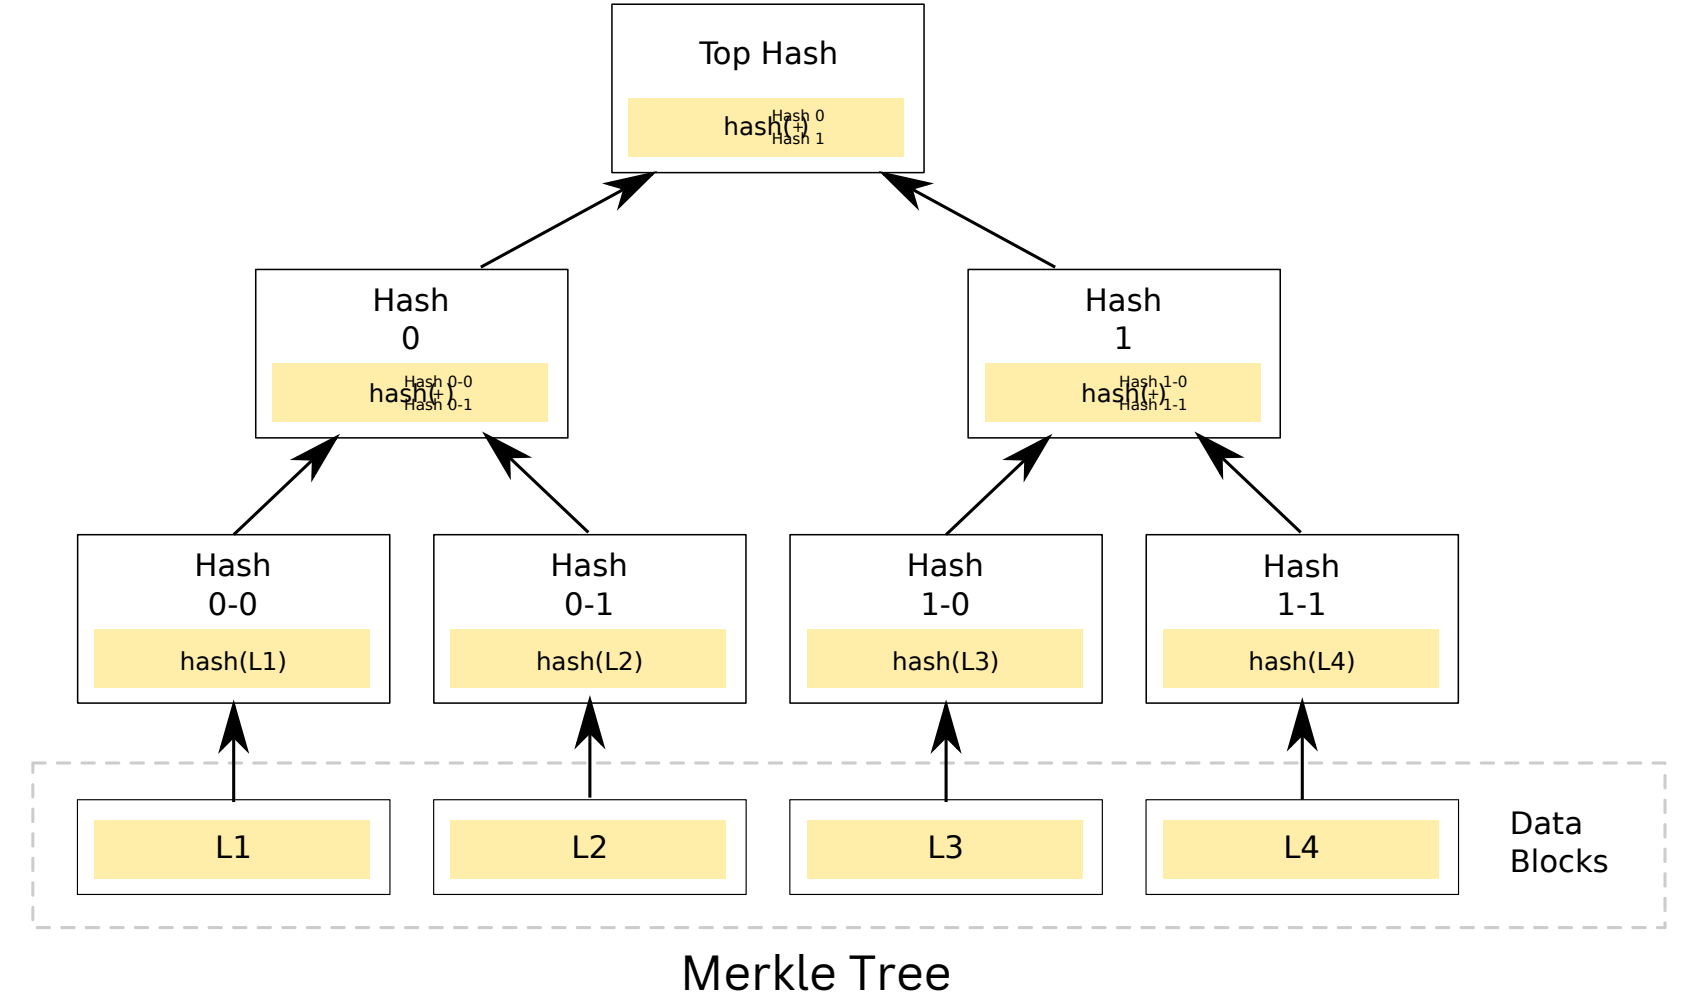 Top Hash
hash(
Hash 0
+
Hash 1
)
Hash
0
hash(
Hash 0-0
+
Hash 0-1
)
Hash
1
hash(
Hash 1-0
+
Hash 1-1
)
Hash
0-0
hash(L1)
Hash
0-1
hash(L2)
Hash
1-0
hash(L3)
Hash
1-1
hash(L4)
L1
L2
L3
L4
Data
Blocks
Merkle Tree